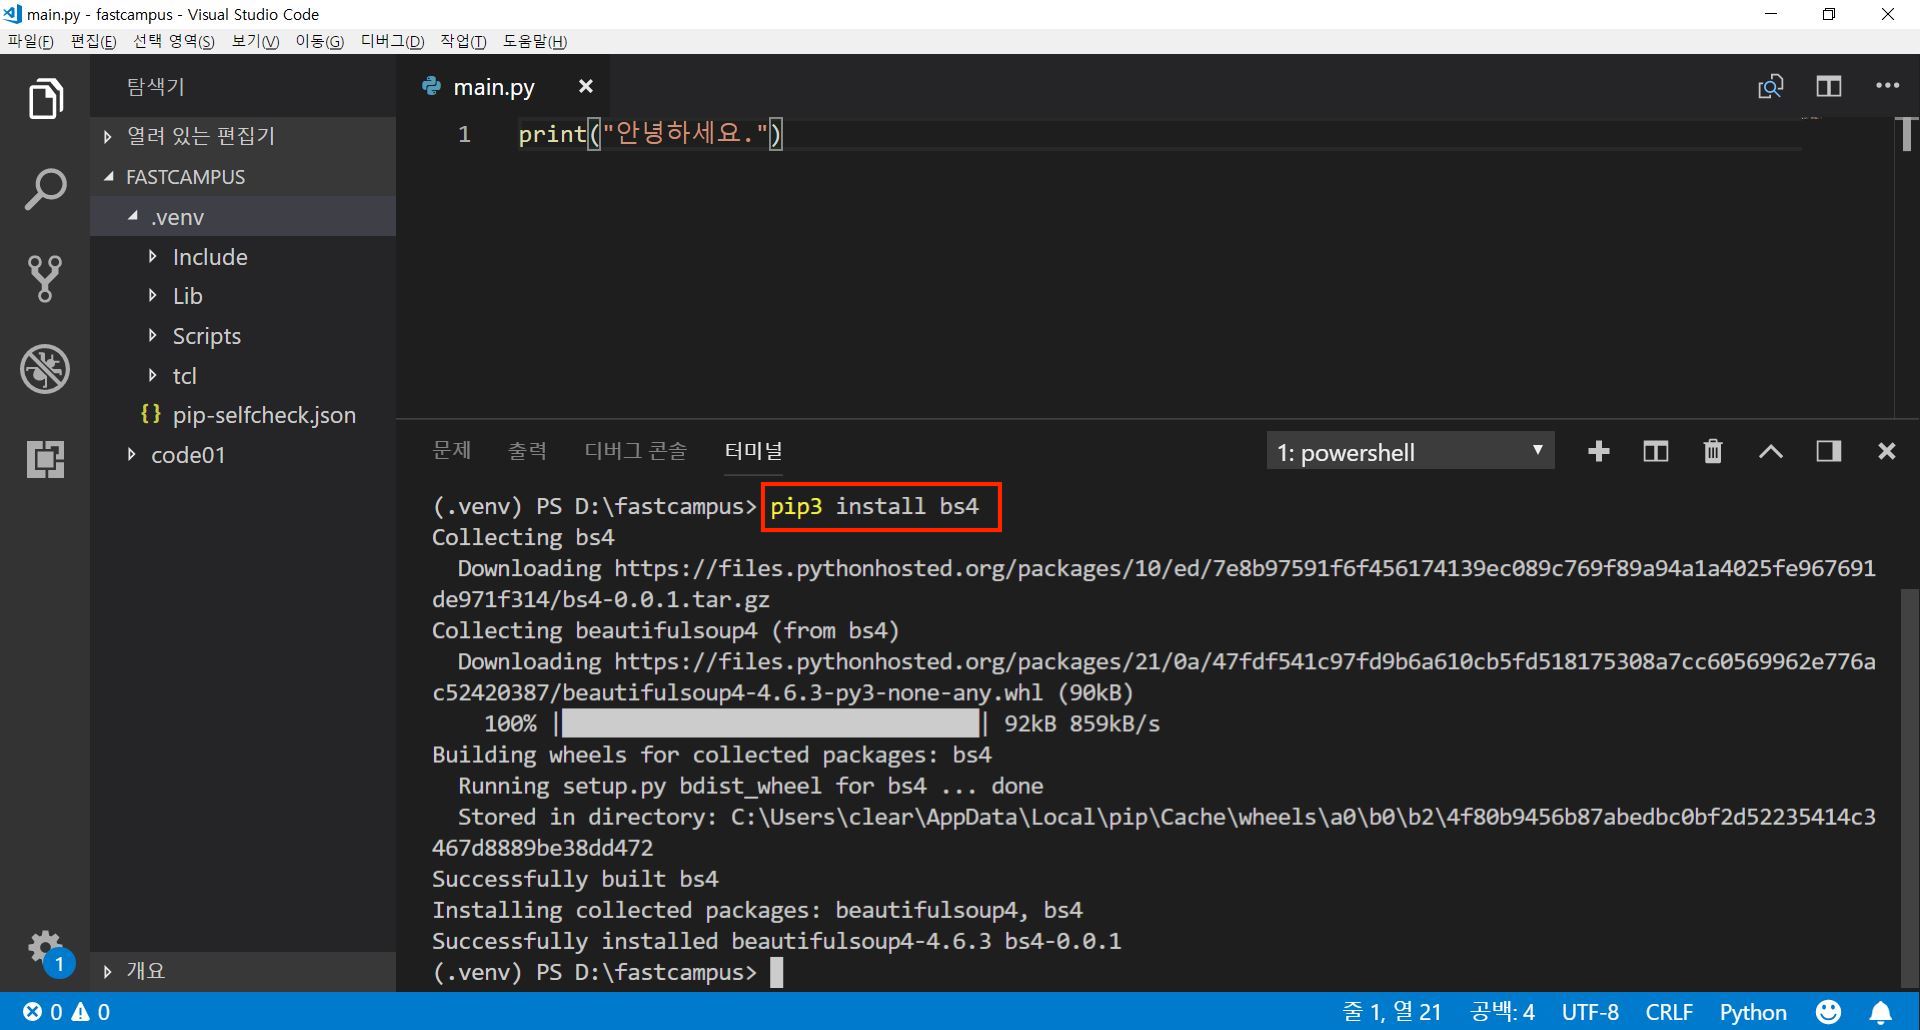 main.py - fastcampus - Visual Studio Code
파일(F) 편집(E) 선택 영역(S) 보기(V) 이동(G) 디버그(D) 작업(T) 도움말(H)
탐색기
열려 있는 편집기
FASTCAMPUS
.venv
Include
Lib
Scripts
tcl
{} pip-selfcheck.json
code01
개요
main.py
1 print("안녕하세요.")
문제 출력 디버그 콘솔 터미널 1: powershell
(.venv) PS D:\fastcampus> pip3 install bs4
Collecting bs4
  Downloading https://files.pythonhosted.org/packages/10/ed/7e8b97591f6f456174139ec089c769f89a94a1a4025fe967691
de971f314/bs4-0.0.1.tar.gz
Collecting beautifulsoup4 (from bs4)
  Downloading https://files.pythonhosted.org/packages/21/0a/47fdf541c97fd9b6a610cb5fd518175308a7cc60569962e776a
c52420387/beautifulsoup4-4.6.3-py3-none-any.whl (90kB)
    100% || 92kB 859kB/s
Building wheels for collected packages: bs4
  Running setup.py bdist_wheel for bs4 ... done
  Stored in directory: C:\Users\clear\AppData\Local\pip\Cache\wheels\a0\b0\b2\4f80b9456b87abedbc0bf2d52235414c3
467d8889be38dd472
Successfully built bs4
Installing collected packages: beautifulsoup4, bs4
Successfully installed beautifulsoup4-4.6.3 bs4-0.0.1
(.venv) PS D:\fastcampus>
1
0 0 줄 1, 열 21 공백: 4 UTF-8 CRLF Python